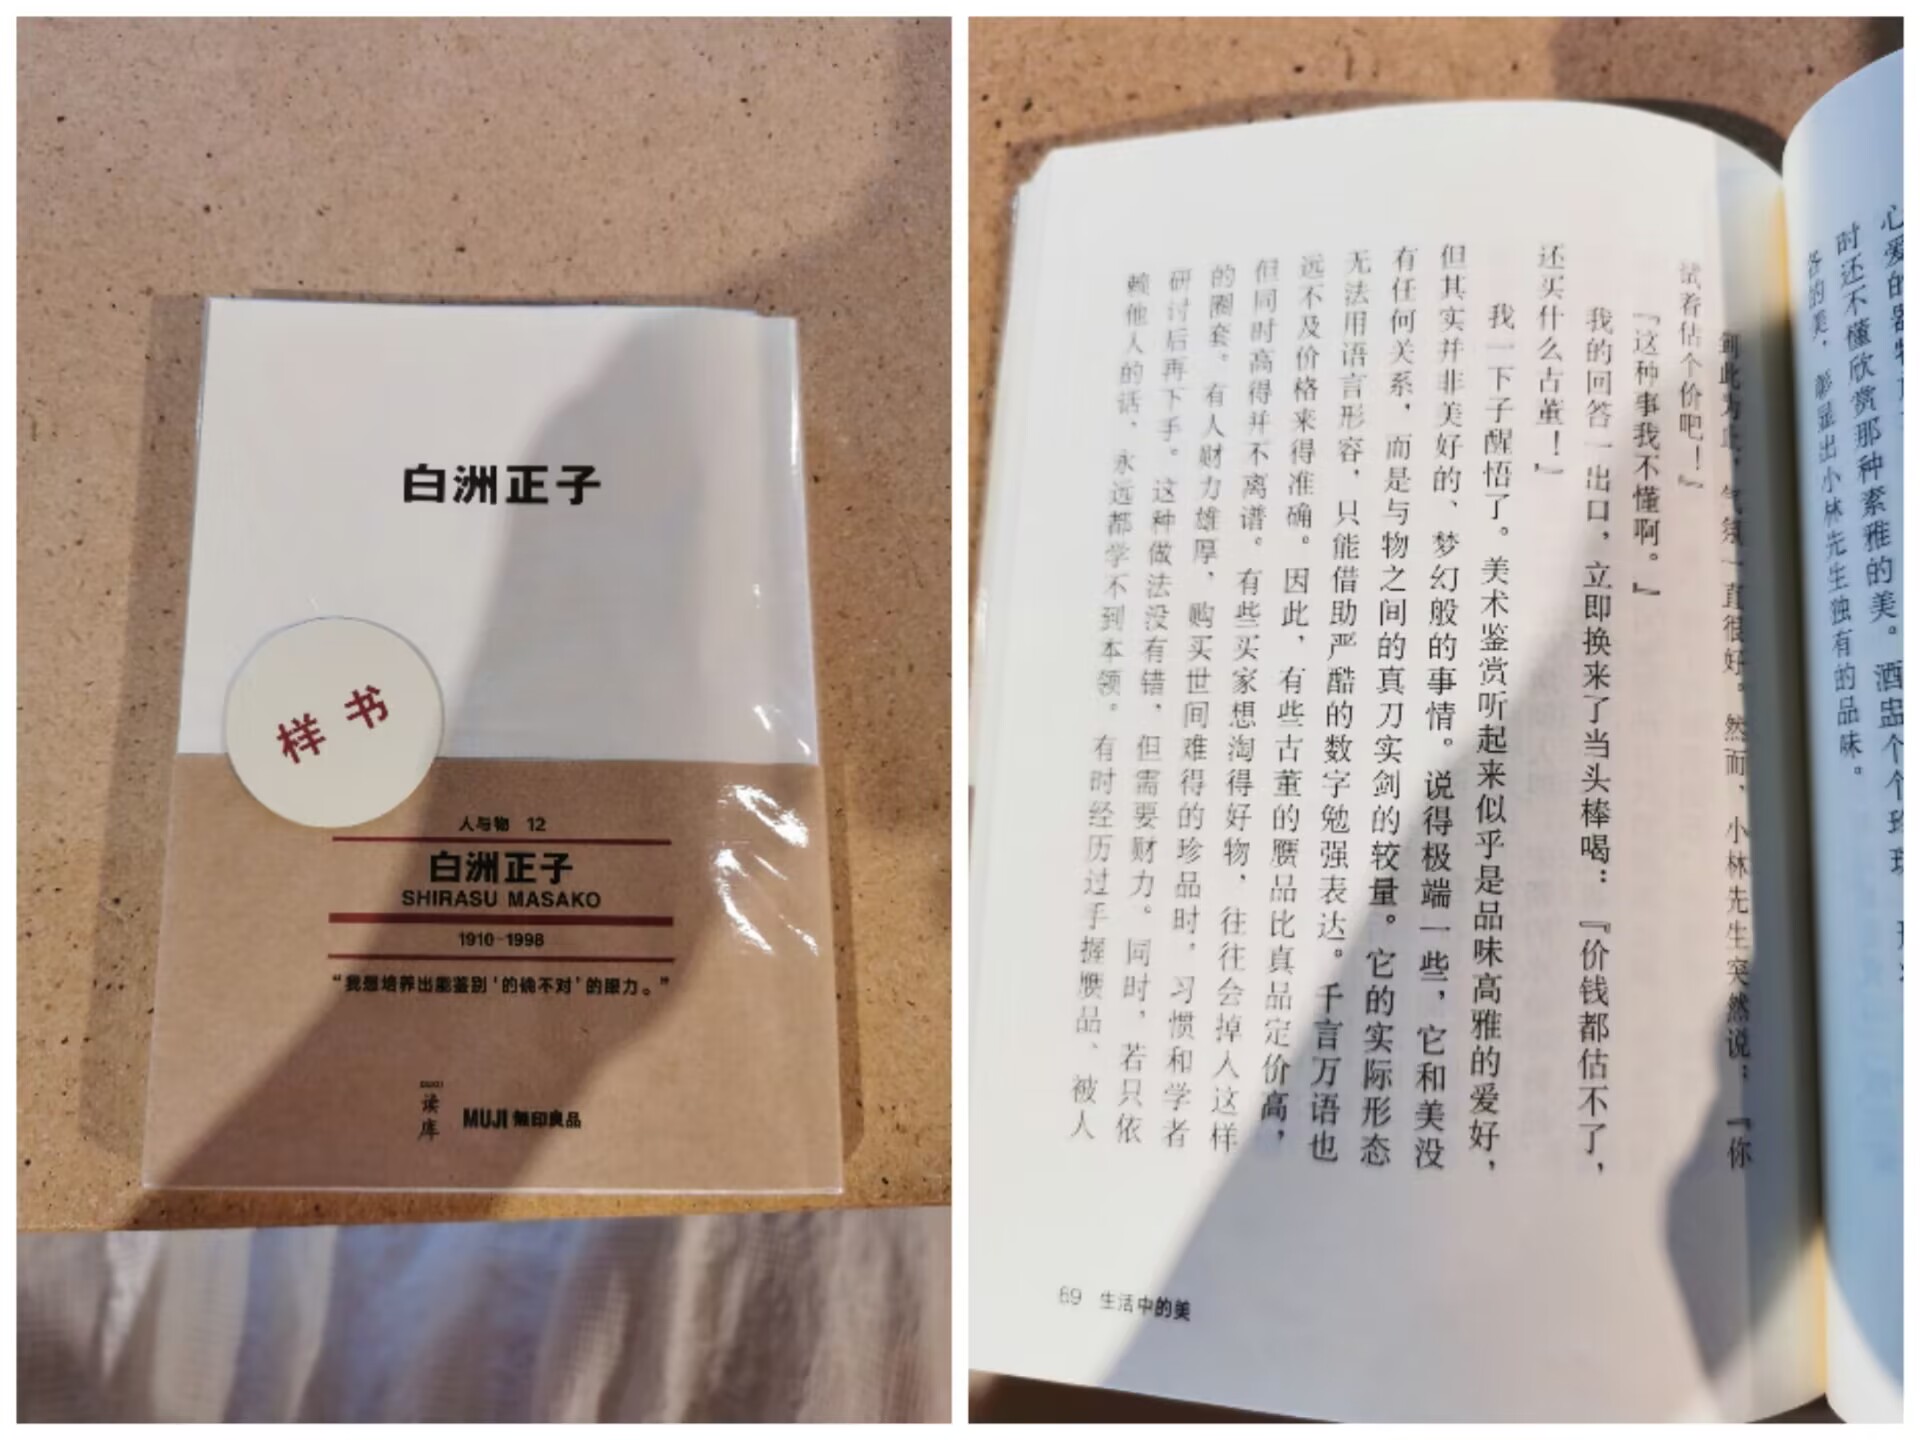 白洲正子
样书
人与物 12
白洲正子
SHIRASU MASAKO
1910-1998
“我想培养出能鉴别‘的确不对’的眼力。”
DUKU
读库
MUJI 無印良品
心爱的器物
时还不懂欣赏那种素雅的美。酒盅个个珍
各的美，彰显出小林先生独有的品味。
到此为止，气氛一直很好。然而，小林先生突然说：『你
试着估个价吧！』
『这种事我不懂啊。』
我的回答一出口，立即换来了当头棒喝：『价钱都估不了，
还买什么古董！』
我一下子醒悟了。美术鉴赏听起来似乎是品味高雅的爱好，
但其实并非美好的、梦幻般的事情。说得极端一些，它和美没
有任何关系，而是与物之间的真刀实剑的较量。它的实际形态
无法用语言形容，只能借助严酷的数字勉强表达。千言万语也
远不及价格来得准确。因此，有些古董的赝品比真品定价高，
但同时高得并不离谱。有些买家想淘得好物，往往会掉入这样
的圈套。有人财力雄厚，购买世间难得的珍品时，习惯和学者
研讨后再下手。这种做法没有错，但需要财力。同时，若只依
赖他人的话，永远都学不到本领。有时经历过手握赝品、被人
69 生活中的美